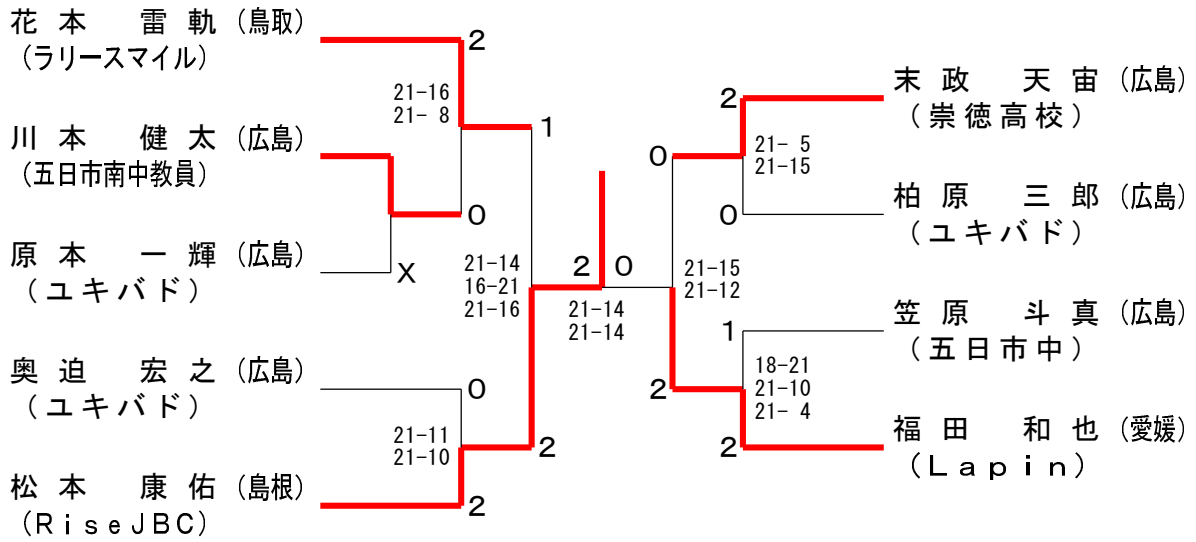 花本 雷軌 (鳥取)
(ラリースマイル)
川本 健太 (広島)
(五日市南中教員)
原本 一輝 (広島)
(ユキバド)
奥迫 宏之 (広島)
(ユキバド)
松本 康佑 (島根)
(RiseJBC)
2
21-16
21- 8
1
0
X
21-14
16-21
21-16
0
21-11
21-10
2
2
2 0
21-14
21-14
2
0
21- 5
21-15
0
21-15
21-12
1
18-21
21-10
21- 4
2
2
末政 天宙 (広島)
(崇徳高校)
柏原 三郎 (広島)
(ユキバド)
笠原 斗真 (広島)
(五日市中)
福田 和也 (愛媛)
(Lapin)